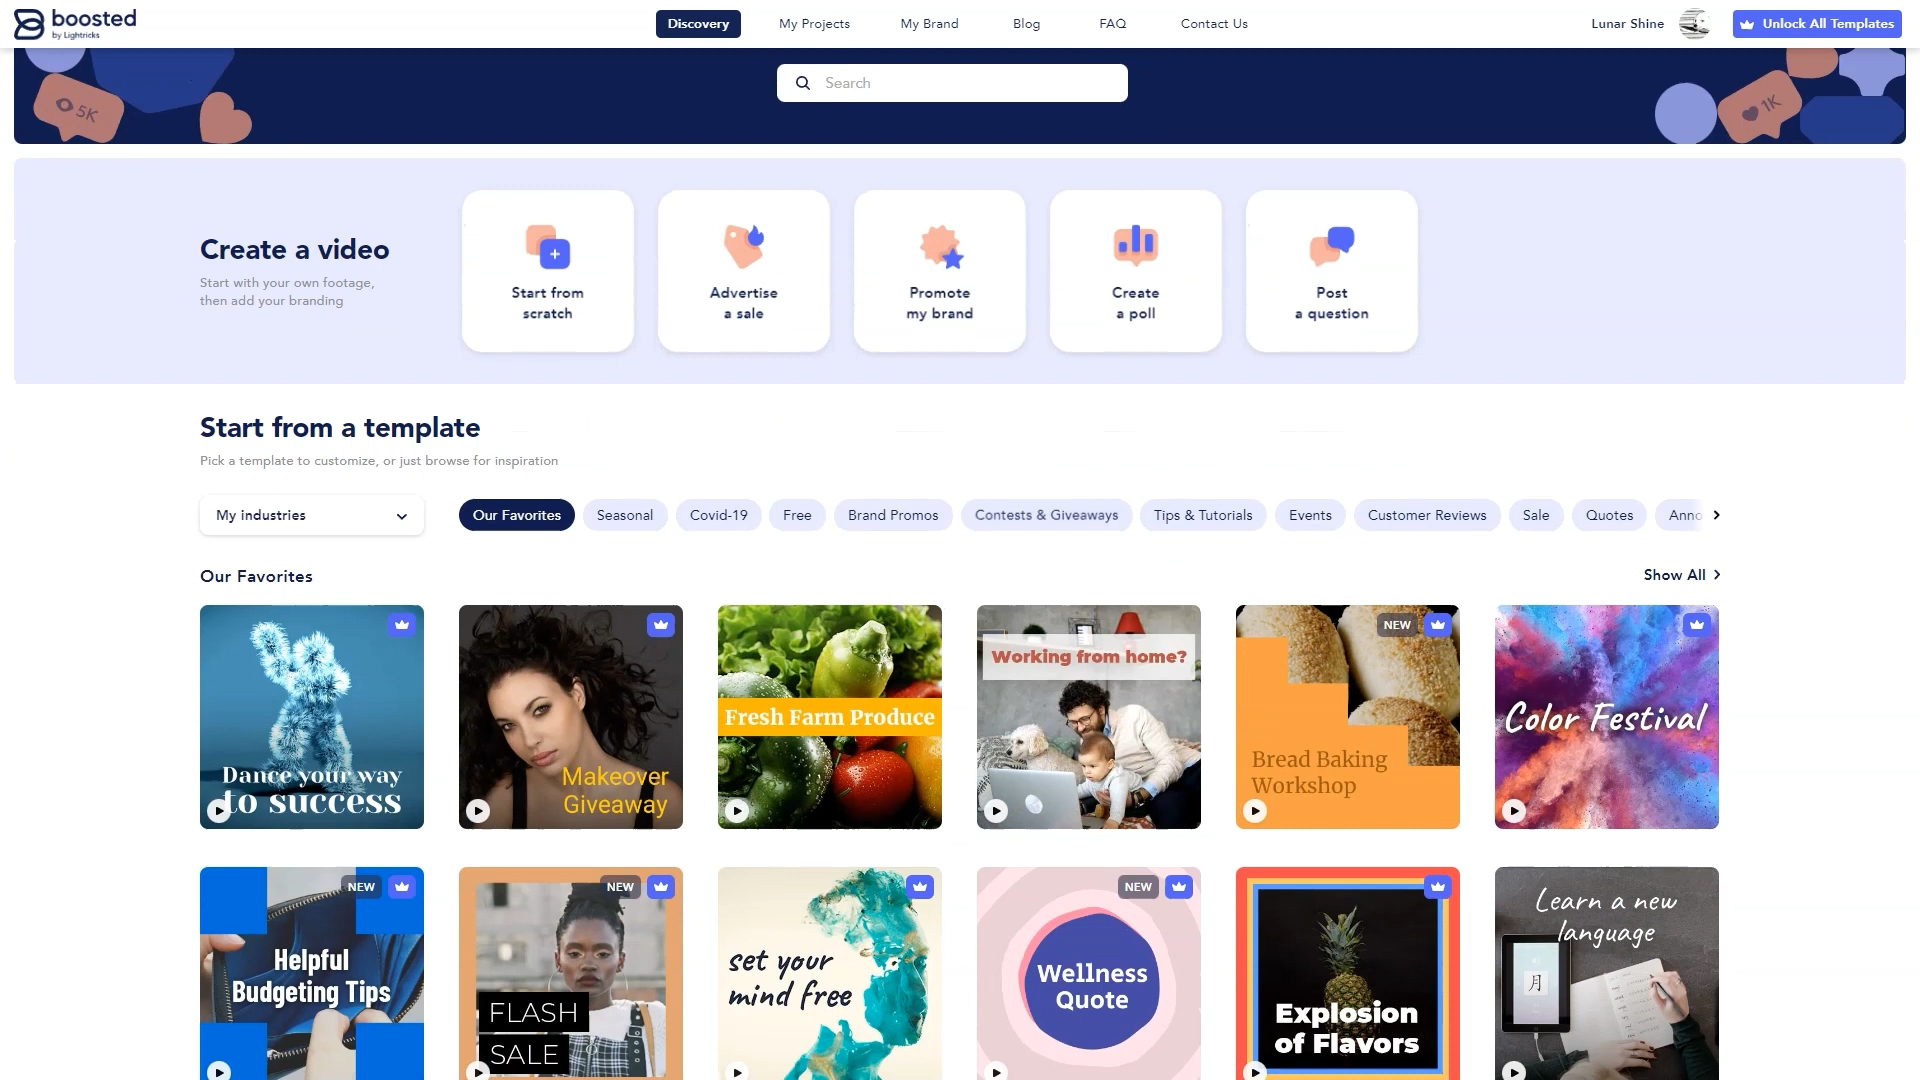 boosted
by Lightricks
Discovery
My Projects
My Brand
Blog
FAQ
Contact Us
Lunar Shine
Unlock All Templates
5K
Search
1K
Create a video
Start with your own footage,
then add your branding
Start from
scratch
Advertise
a sale
Promote
my brand
Create
a poll
Post
a question
Start from a template
Pick a template to customize, or just browse for inspiration
My industries
Our Favorites
Seasonal
Covid-19
Free
Brand Promos
Contests & Giveaways
Tips & Tutorials
Events
Customer Reviews
Sale
Quotes
Anno
Our Favorites
Show All
Dance your way
to success
Makeover
Giveaway
Fresh Farm Produce
Working from home?
NEW
Bread Baking
Workshop
Color Festival
NEW
Helpful
Budgeting Tips
NEW
FLASH
SALE
set your
mind free
NEW
Wellness
Quote
Explosion
of Flavors
Learn a new
language
月